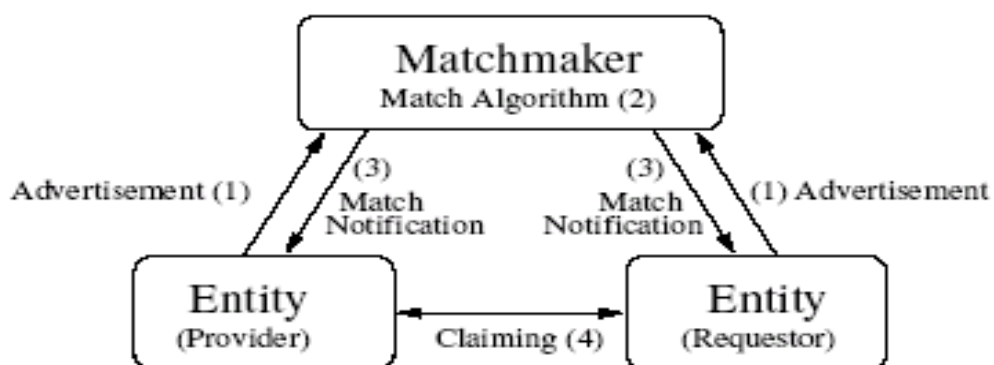 Matchmaker
Match Algorithm (2)
Advertisement (1)
(3)
Match
Notification
(3)
Match
Notification
(1) Advertisement
Entity
(Provider)
Claiming (4)
Entity
(Requestor)